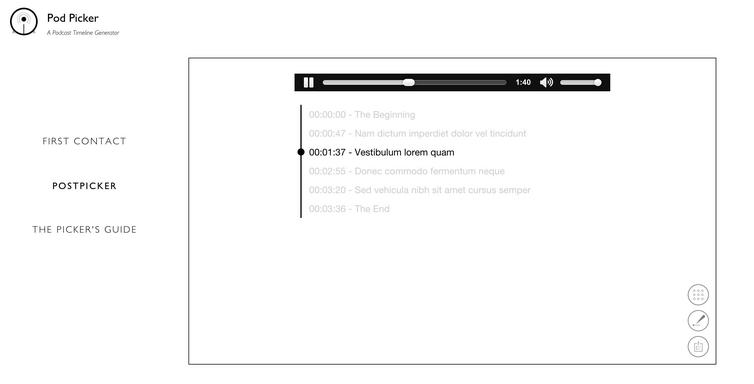 Pod Picker
A Podcast Timeline Generator
FIRST CONTACT
POSTPICKER
THE PICKER'S GUIDE
1:40
00:00:00 - The Beginning
00:00:47 - Nam dictum imperdiet dolor vel tincidunt
00:01:37 - Vestibulum lorem quam
00:02:55 - Donec commodo fermentum neque
00:03:20 - Sed vehicula nibh sit amet cursus semper
00:03:36 - The End